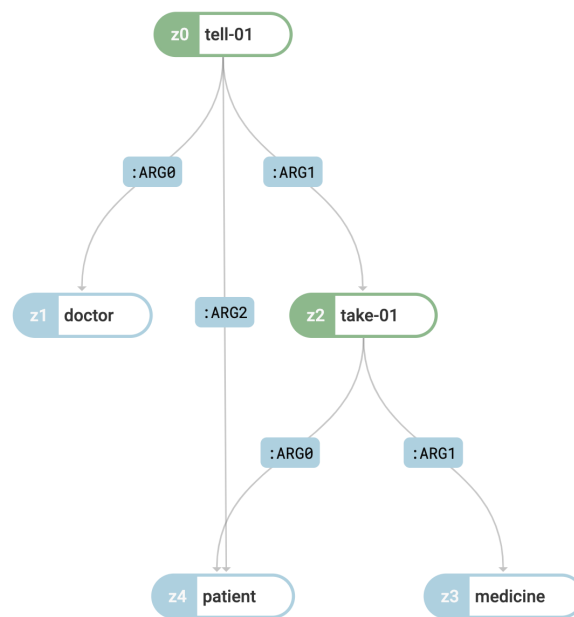 z0 tell-01
:ARG0 :ARG1
z1 doctor :ARG2 z2 take-01
:ARG0 :ARG1
z4 patient z3 medicine